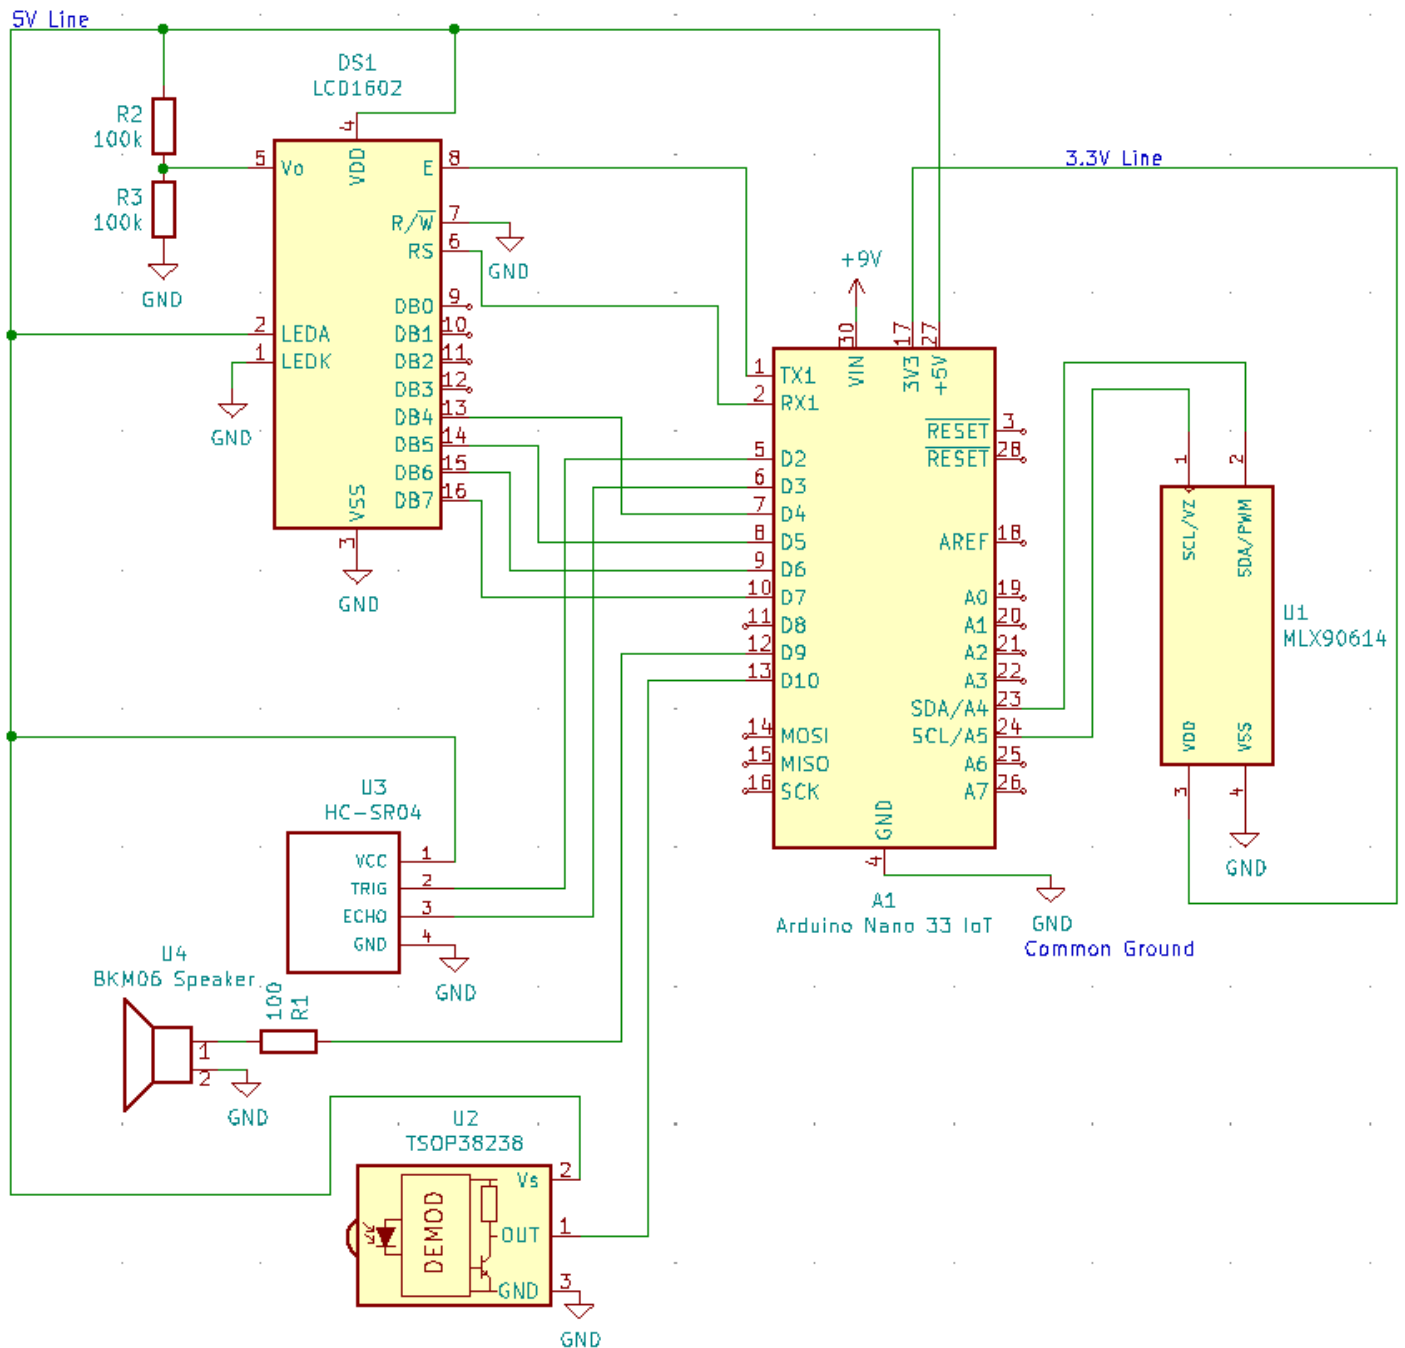 5V Line
DS1
LCD1602
R2
100k
R3
100k
GND
5 Vo
4
VDD
E 8
R/W 7
RS 6
GND
DB0 9
2 LEDA
DB1 10
1 LEDK
DB2 11
DB3 12
DB4 13
GND
DB5 14
DB6 15
DB7 16
VSS
3
GND
3.3V Line
+9V
30
VIN
17
3V3
27
+5V
1 TX1
2 RX1
RESET 3
RESET 28
5 D2
6 D3
7 D4
8 D5
AREF 18
9 D6
10 D7
A0 19
11 D8
A1 20
12 D9
A2 21
13 D10
A3 22
SDA/A4 23
14 MOSI
SCL/A5 24
15 MISO
A6 25
16 SCK
A7 26
GND
4
A1
Arduino Nano 33 IoT
GND
Common Ground
1
2
SCL/VZ
SDA/PWM
U1
MLX90614
VDD
VSS
3
4
GND
U3
HC-SR04
VCC 1
TRIG 2
ECHO 3
GND 4
GND
U4
BKM06 Speaker
100
R1
1
2
GND
U2
TSOP38238
Vs 2
DEMOD
OUT 1
GND 3
GND